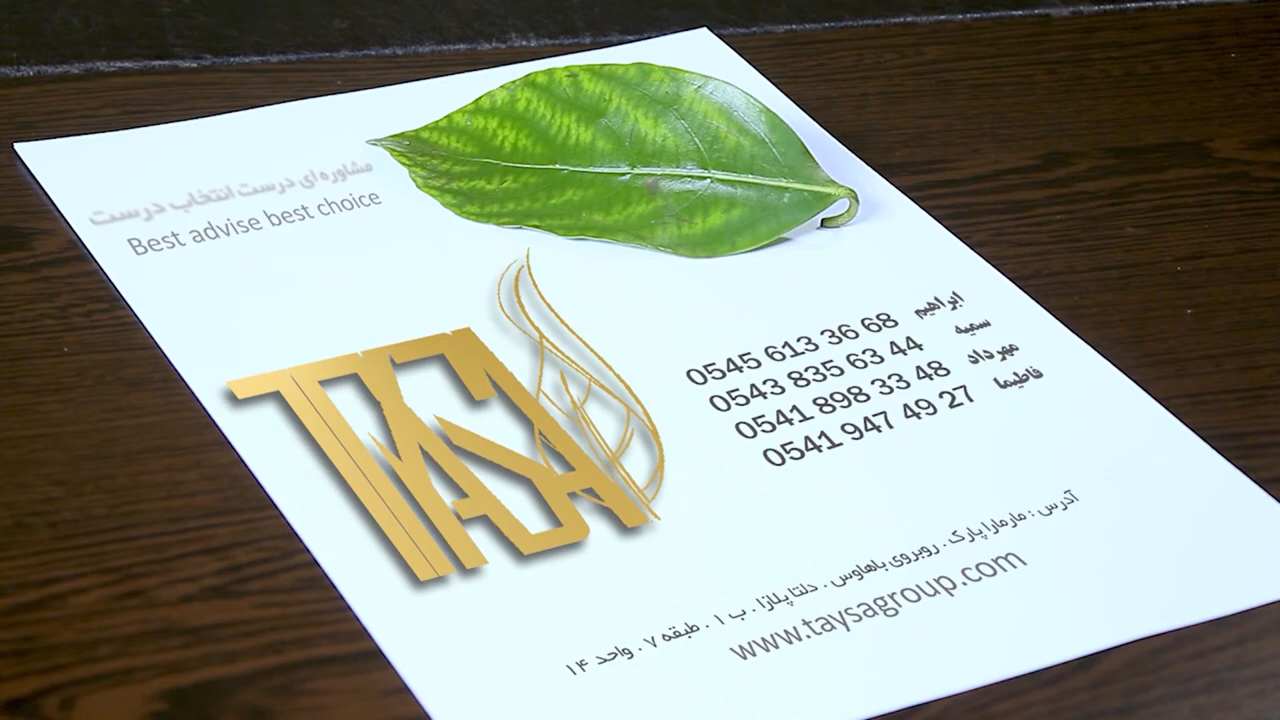 مشاوره‌ای درست انتخاب درست
Best advise best choice
TAYSA
0545 613 36 68 ابراهیم
0543 835 63 44 سمیه
0541 898 33 48 مهرداد
0541 947 49 27 فاطیما
آدرس : مارمارا پارک . روبروی باهاوس . دلتا پلازا . ب ۱ . طبقه ۷ . واحد ۱۴
www.taysagroup.com